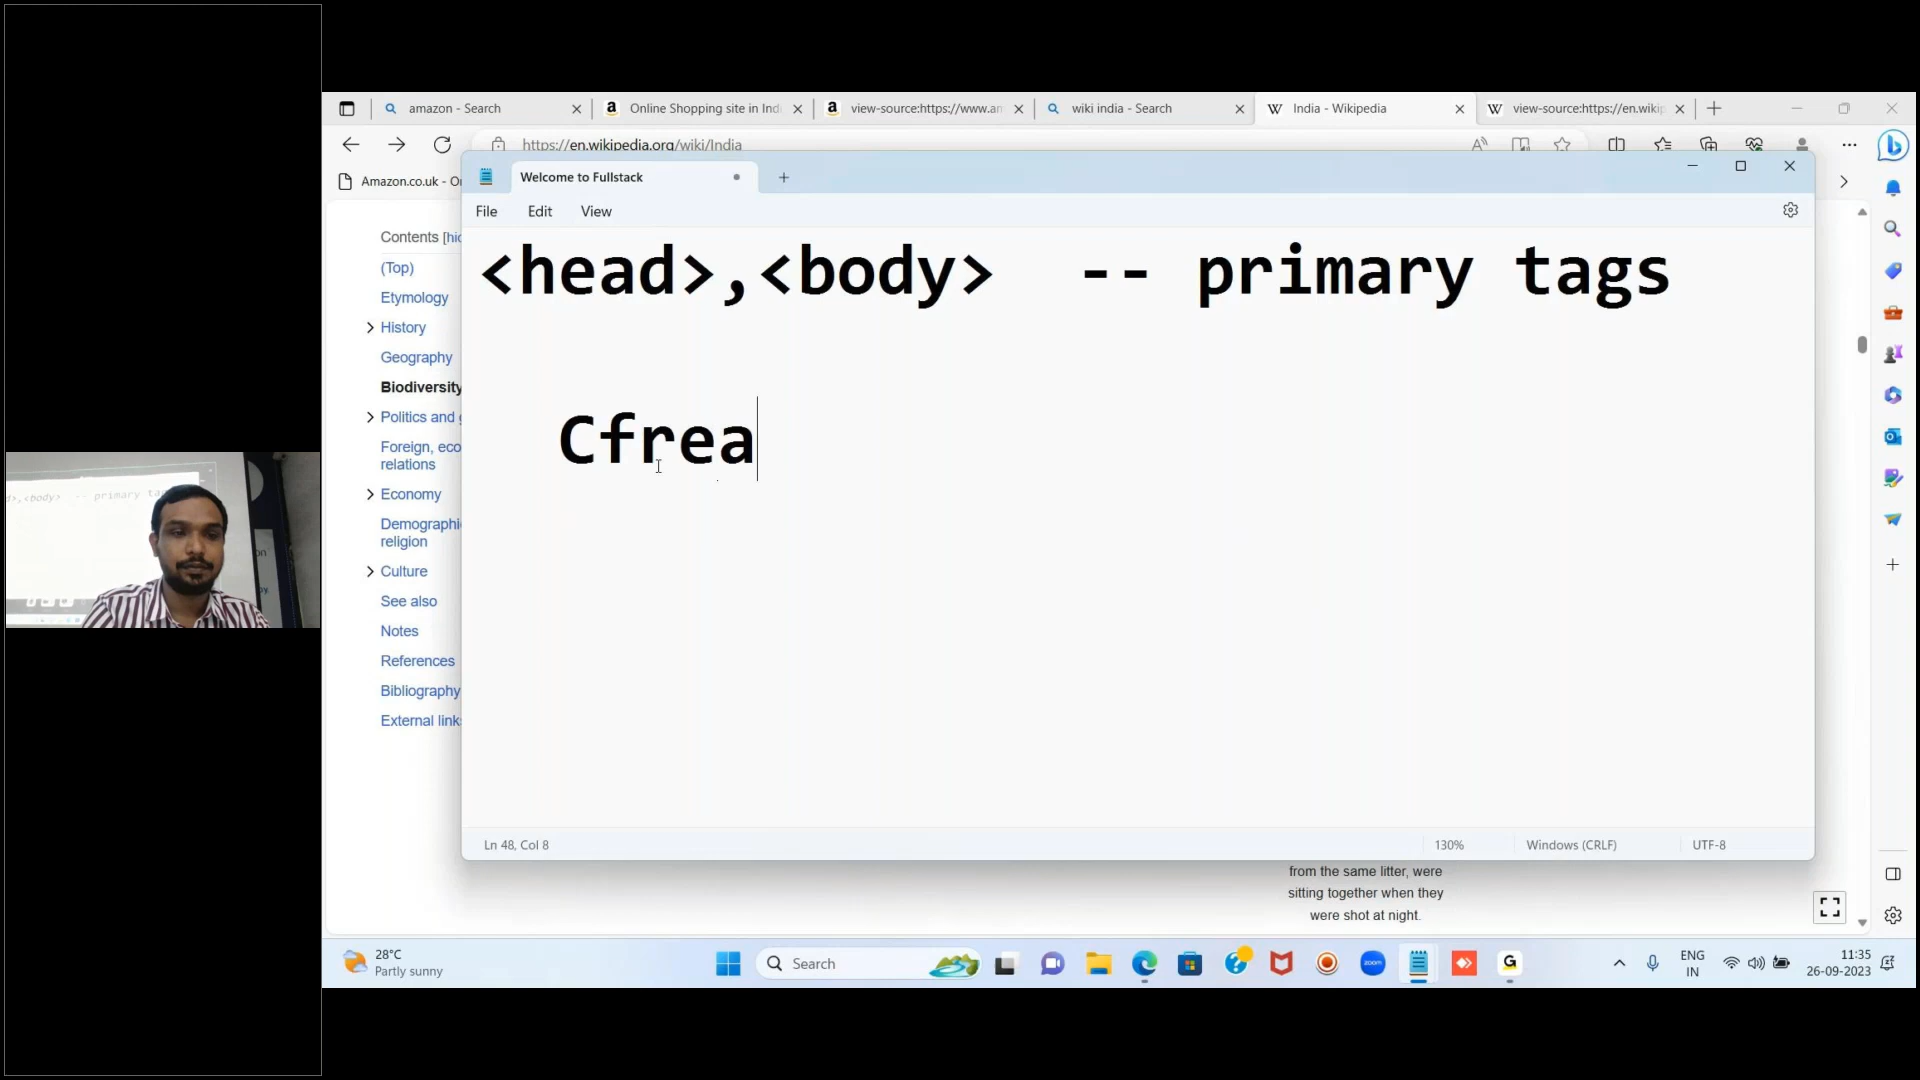 amazon - Search
Online Shopping site in Ind
view-source:https://www.am
wiki india - Search
India - Wikipedia
view-source:https://en.wikip
https://en.wikipedia.org/wiki/India
Amazon.co.uk - O
Welcome to Fullstack
File Edit View
<head>,<body>  -- primary tags
Cfrea
Contents [hid
(Top)
Etymology
History
Geography
Biodiversity
Politics and g
Foreign, eco
relations
Economy
Demographi
religion
Culture
See also
Notes
References
Bibliography
External link
Ln 48, Col 8
130%
Windows (CRLF)
UTF-8
from the same litter, were
sitting together when they
were shot at night.
28°C
Partly sunny
Search
zoom
ENG
IN
11:35
26-09-2023